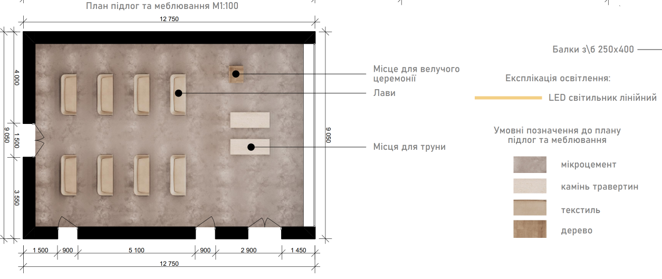 План підлог та меблювання М1:100
12 750
4 000
1 500
3 550
9 050
9 050
Місце для велучого
церемонії
Лави
Місця для труни
1 500
900
5 100
900
2 900
1 450
12 750
Балки з\б 250х400
Експлікація освітлення:
LED світильник лінійний
Умовні позначення до плану
підлог та меблювання
мікроцемент
камінь травертин
текстиль
дерево